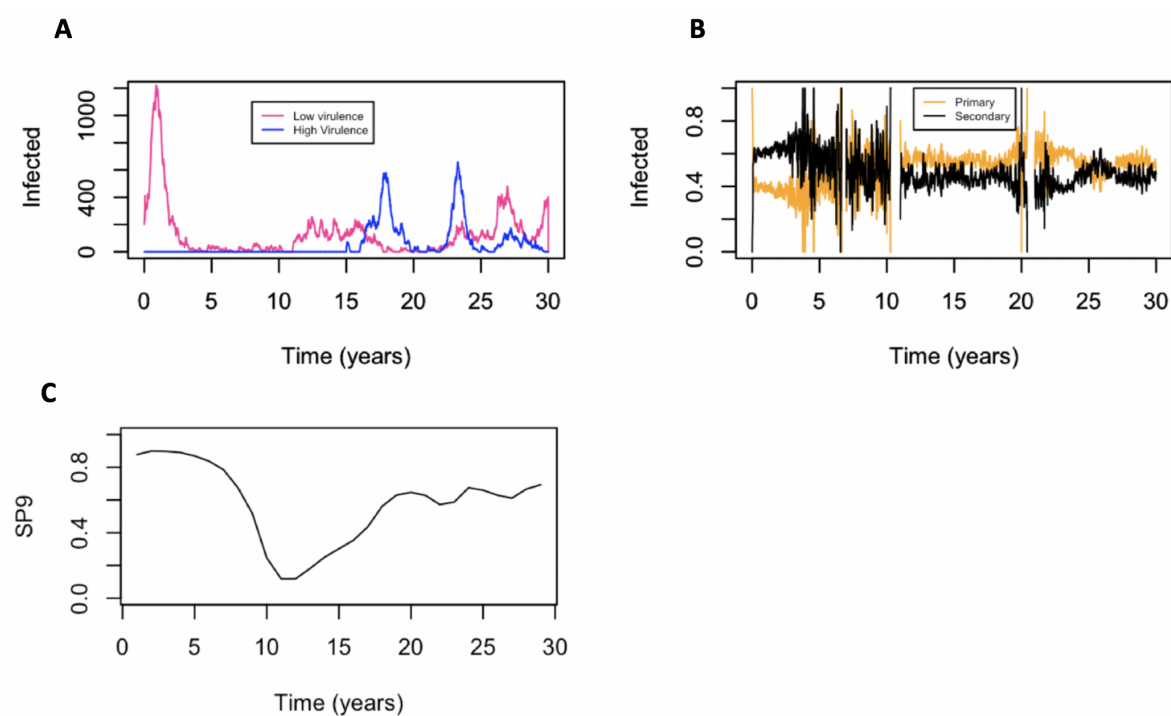 A
Infected
0 400 1000
Low virulence
High Virulence
0 5 10 15 20 25 30
Time (years)
B
Infected
0.0 0.4 0.8
Primary
Secondary
0 5 10 15 20 25 30
Time (years)
C
SP9
0.0 0.4 0.8
0 5 10 15 20 25 30
Time (years)